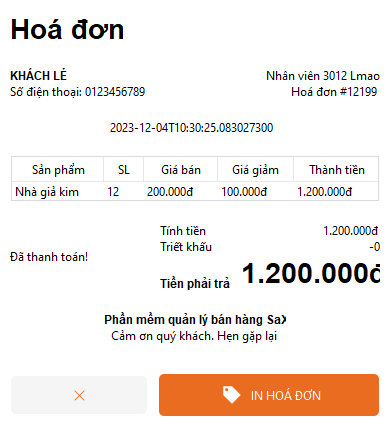 Hoá đơn
KHÁCH LẺ
Nhân viên 3012 Lmao
Số điện thoại: 0123456789
Hoá đơn #12199
2023-12-04T10:30:25.083027300
Sản phẩm SL Giá bán Giá giảm Thành tiền
Nhà giả kim 12 200.000đ 100.000đ 1.200.000đ
Tính tiền 1.200.000đ
Triết khấu -0
Đã thanh toán!
Tiền phải trả 1.200.000đ
Phần mềm quản lý bán hàng SaX
Cảm ơn quý khách. Hẹn gặp lại
IN HOÁ ĐƠN